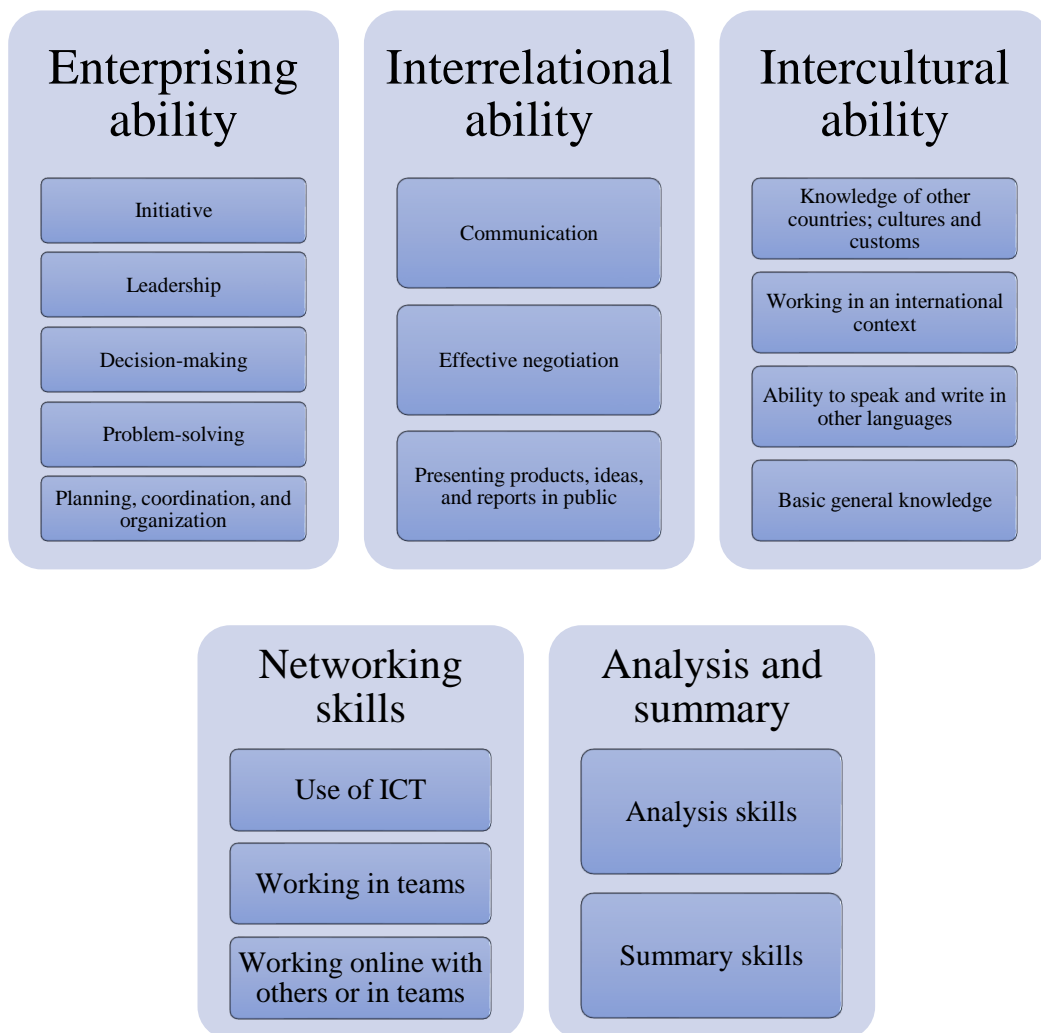 Enterprising
ability
Initiative
Leadership
Decision-making
Problem-solving
Planning, coordination, and
organization
Interrelational
ability
Communication
Effective negotiation
Presenting products, ideas,
and reports in public
Intercultural
ability
Knowledge of other
countries; cultures and
customs
Working in an international
context
Ability to speak and write in
other languages
Basic general knowledge
Networking
skills
Use of ICT
Working in teams
Working online with
others or in teams
Analysis and
summary
Analysis skills
Summary skills